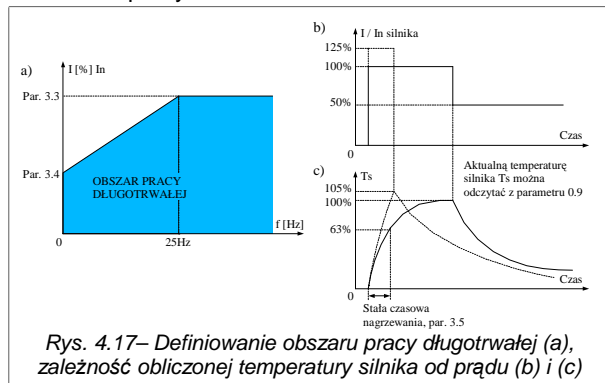 a)
I [%] In
Par. 3.3
Par. 3.4
OBSZAR PRACY
DŁUGOTRWAŁEJ
f [Hz]
0
25Hz
b)
I / In silnika
125%
100%
50%
0
Czas
Aktualną temperaturę
silnika Ts można
odczytać z parametru 0.9
c)
Ts
105%
100%
63%
0
Czas
Stała czasowa
nagrzewania, par. 3.5
Rys. 4.17– Definiowanie obszaru pracy długotrwałej (a),
zależność obliczonej temperatury silnika od prądu (b) i (c)